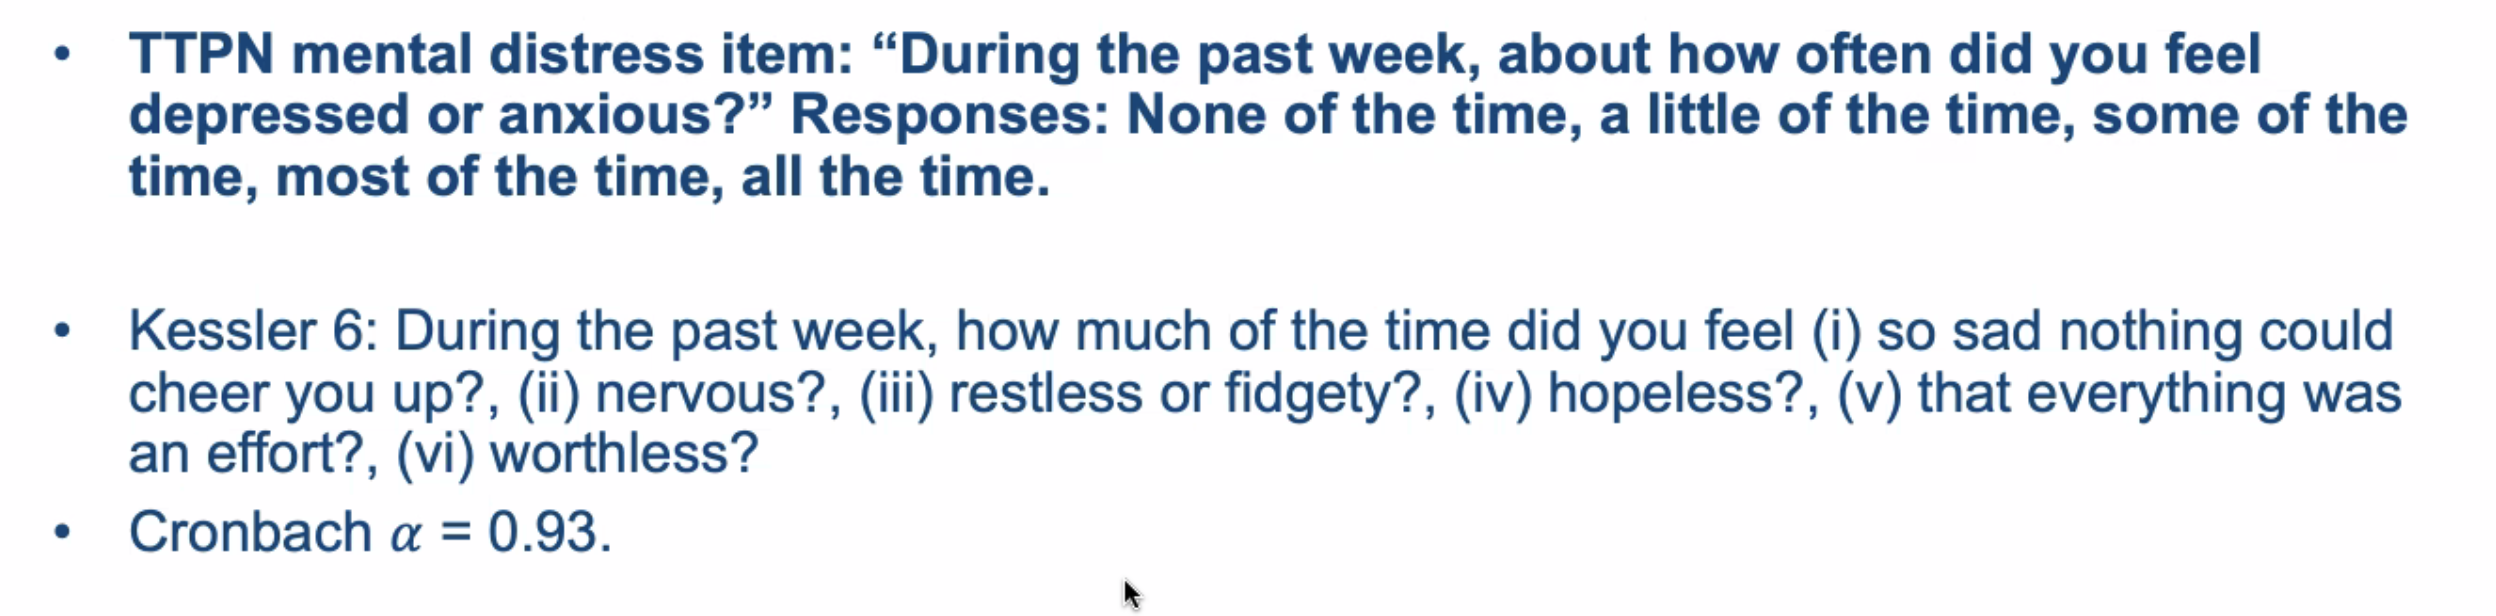 • TTPN mental distress item: “During the past week, about how often did you feel
depressed or anxious?” Responses: None of the time, a little of the time, some of the
time, most of the time, all the time.
• Kessler 6: During the past week, how much of the time did you feel (i) so sad nothing could
cheer you up?, (ii) nervous?, (iii) restless or fidgety?, (iv) hopeless?, (v) that everything was
an effort?, (vi) worthless?
• Cronbach α = 0.93.